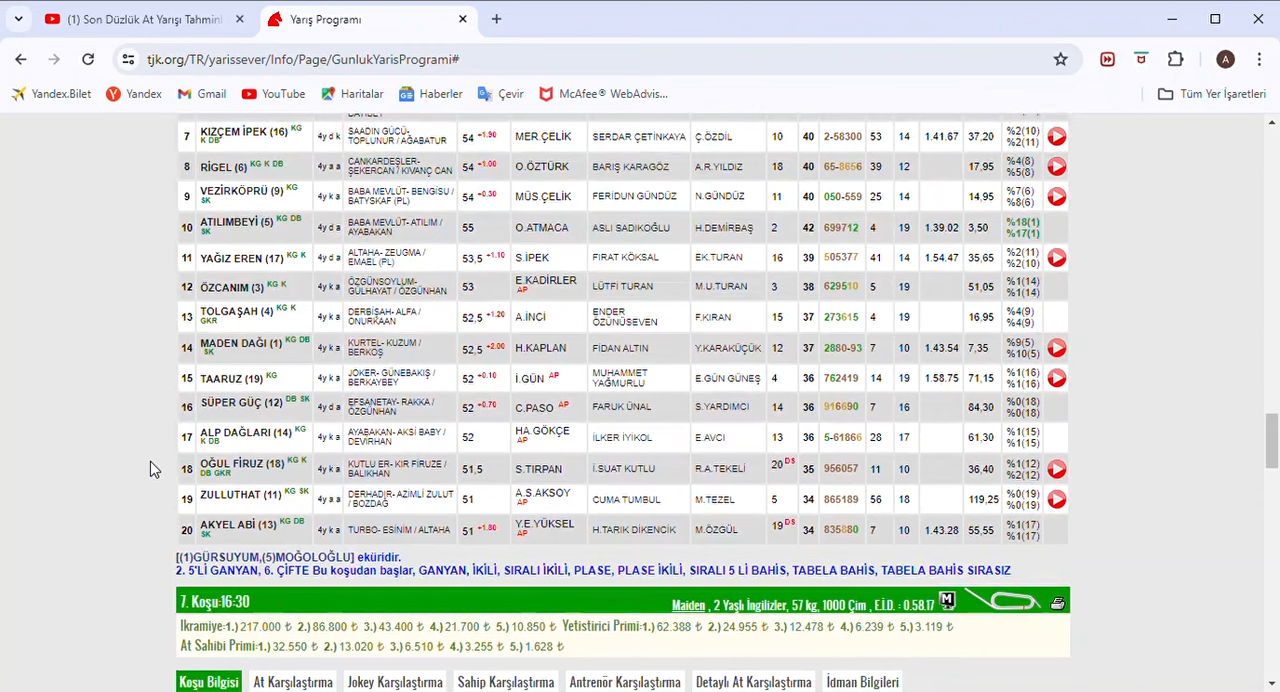 (1) Son Düzlük At Yarışı Tahminl
Yarış Programı
tjk.org/TR/yarissever/Info/Page/GunlukYarisProgrami#
A
Yandex.Bilet Yandex Gmail YouTube Haritalar Haberler Çevir McAfee® WebAdvis... Tüm Yer İşaretleri
7 KIZÇEM İPEK (16) KG K DB 4y d k SAADIN GÜCÜ- TOPLUNUR / AĞABATUR 54 +1.90 MER.ÇELİK SERDAR ÇETİNKAYA Ç.ÖZDİL 10 40 2-58300 53 14 1.41.67 37,20 %2(10) %2(11)
8 RİGEL (6) KG K DB 4y a a CANKARDEŞLER- ŞEKERCAN / KIVANÇ CAN 54 +1.00 O.ÖZTÜRK BARIŞ KARAGÖZ A.R.YILDIZ 18 40 65-8656 39 12 17,95 %4(8) %5(8)
9 VEZİRKÖPRÜ (9) KG SK 4y k a BABA MEVLÜT- BENGİSU / BATYSKAF (PL) 54 +0.30 MÜS.ÇELİK FERİDUN GÜNDÜZ N.GÜNDÜZ 11 40 050-559 25 14 14,95 %7(6) %8(6)
10 ATILIMBEYİ (5) KG DB SK 4y d a BABA MEVLÜT- ATILIM / AYABAKAN 55 O.ATMACA ASLI SADIKOĞLU H.DEMİRBAŞ 2 42 699712 4 19 1.39.02 3,50 %18(1) %17(1)
11 YAĞIZ EREN (17) KG K 4y d a ALTAHA- ZEUGMA / EMAEL (PL) 53,5 +1.10 S.İPEK FIRAT KÖKSAL EK.TURAN 16 39 505377 41 14 1.54.47 35,65 %2(11) %2(10)
12 ÖZCANIM (3) KG K 4y k a ÖZGÜNSOYLUM- GÜLHAYAT / ÖZGÜNHAN 53 E.KADİRLER AP LÜTFİ TURAN M.U.TURAN 3 38 629510 5 19 51,05 %1(14) %1(14)
13 TOLGAŞAH (4) KG K GKR 4y k a DERBİŞAH- ALFA / ONURKAAN 52,5 +1.20 A.İNCİ ENDER ÖZÜNÜSEVEN F.KIRAN 15 37 273615 4 19 16,95 %4(9) %4(9)
14 MADEN DAĞI (1) KG DB SK 4y k a KURTEL- KUZUM / BERKOŞ 52,5 +2.00 H.KAPLAN FİDAN ALTIN Y.KARAKÜÇÜK 12 37 2880-93 7 10 1.43.54 7,35 %9(5) %10(5)
15 TAARUZ (19) KG 4y k a JOKER- GÜNEBAKIŞ / BERKAYBEY 52 +0.10 İ.GÜN AP MUHAMMET YAĞMURLU E.GÜN GÜNEŞ 4 36 762419 14 19 1.58.75 71,15 %1(16) %1(16)
16 SÜPER GÜÇ (12) DB SK 4y d a EFSANETAY- RAKKA / ÖZGÜNHAN 52 +0.70 C.PASO AP FARUK ÜNAL S.YARDIMCI 14 36 916690 7 16 84,30 %0(18) %0(18)
17 ALP DAĞLARI (14) KG K DB 4y k a AYABAKAN- AKSİ BABY / DEVIRHAN 52 HA.GÖKÇE AP İLKER İYİKOL E.AVCI 13 36 5-61866 28 17 61,30 %1(15) %1(15)
18 OĞUL FİRUZ (18) KG K DB GKR 4y k a KUTLU ER- KIR FİRUZE / BALIKHAN 51,5 S.TIRPAN İ.SUAT KUTLU R.A.TEKELİ 20 DS 35 956057 11 10 36,40 %1(12) %2(12)
19 ZULLUTHAT (11) KG SK 4y a a DERHADIR- AZİMLİ ZULUT / BOZDAĞ 51 A.S.AKSOY AP CUMA TUMBUL M.TEZEL 5 34 865189 56 18 119,25 %0(19) %0(19)
20 AKYEL ABİ (13) KG DB SK 4y k a TURBO- ESİNİM / ALTAHA 51 +1.80 Y.E.YÜKSEL AP H.TARIK DİKENCİK M.ÖZGÜL 19 DS 34 835880 7 10 1.43.28 55,55 %1(17) %1(17)
[(1)GÜRSUYUM,(5)MOĞOLOĞLU] eküridir.
2. 5'Lİ GANYAN, 6. ÇİFTE Bu koşudan başlar, GANYAN, İKİLİ, SIRALI İKİLİ, PLASE, PLASE İKİLİ, SIRALI 5 Lİ BAHİS, TABELA BAHİS, TABELA BAHİS SIRASIZ
7. Koşu:16:30 Maiden , 2 Yaşlı İngilizler, 57 kg, 1000 Çim , E.İ.D. : 0.58.17 M
Ikramiye:1.)217.000 ₺ 2.)86.800 ₺ 3.)43.400 ₺ 4.)21.700 ₺ 5.)10.850 ₺ Yetistirici Primi:1.) 62.388 ₺ 2.)24.955 ₺ 3.)12.478 ₺ 4.)6.239 ₺ 5.)3.119 ₺
At Sahibi Primi:1.)32.550 ₺ 2.)13.020 ₺ 3.)6.510 ₺ 4.)3.255 ₺ 5.)1.628 ₺
Koşu Bilgisi At Karşılaştırma Jokey Karşılaştırma Sahip Karşılaştırma Antrenör Karşılaştırma Detaylı At Karşılaştırma İdman Bilgileri